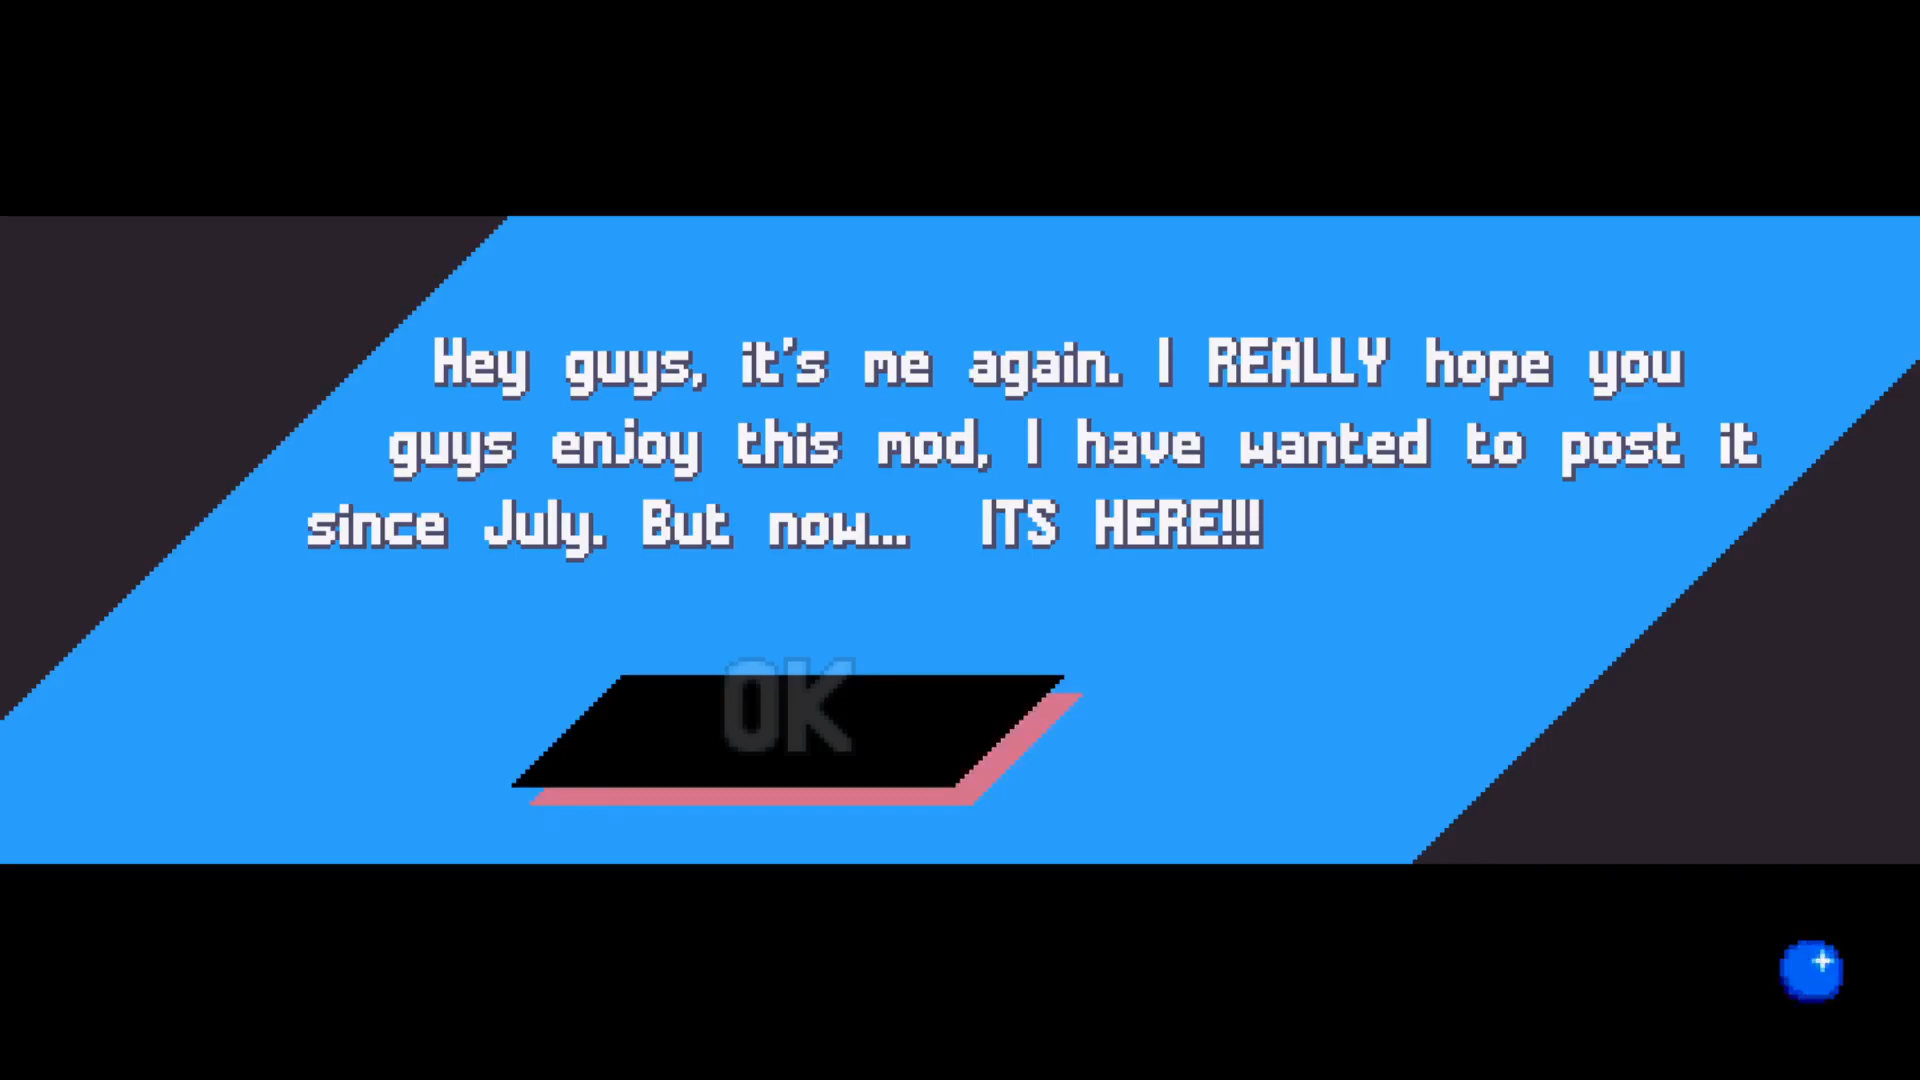 Hey guys, it's me again. I REALLY hope you
guys enjoy this mod, I have wanted to post it
since July. But now... ITS HERE!!!
OK